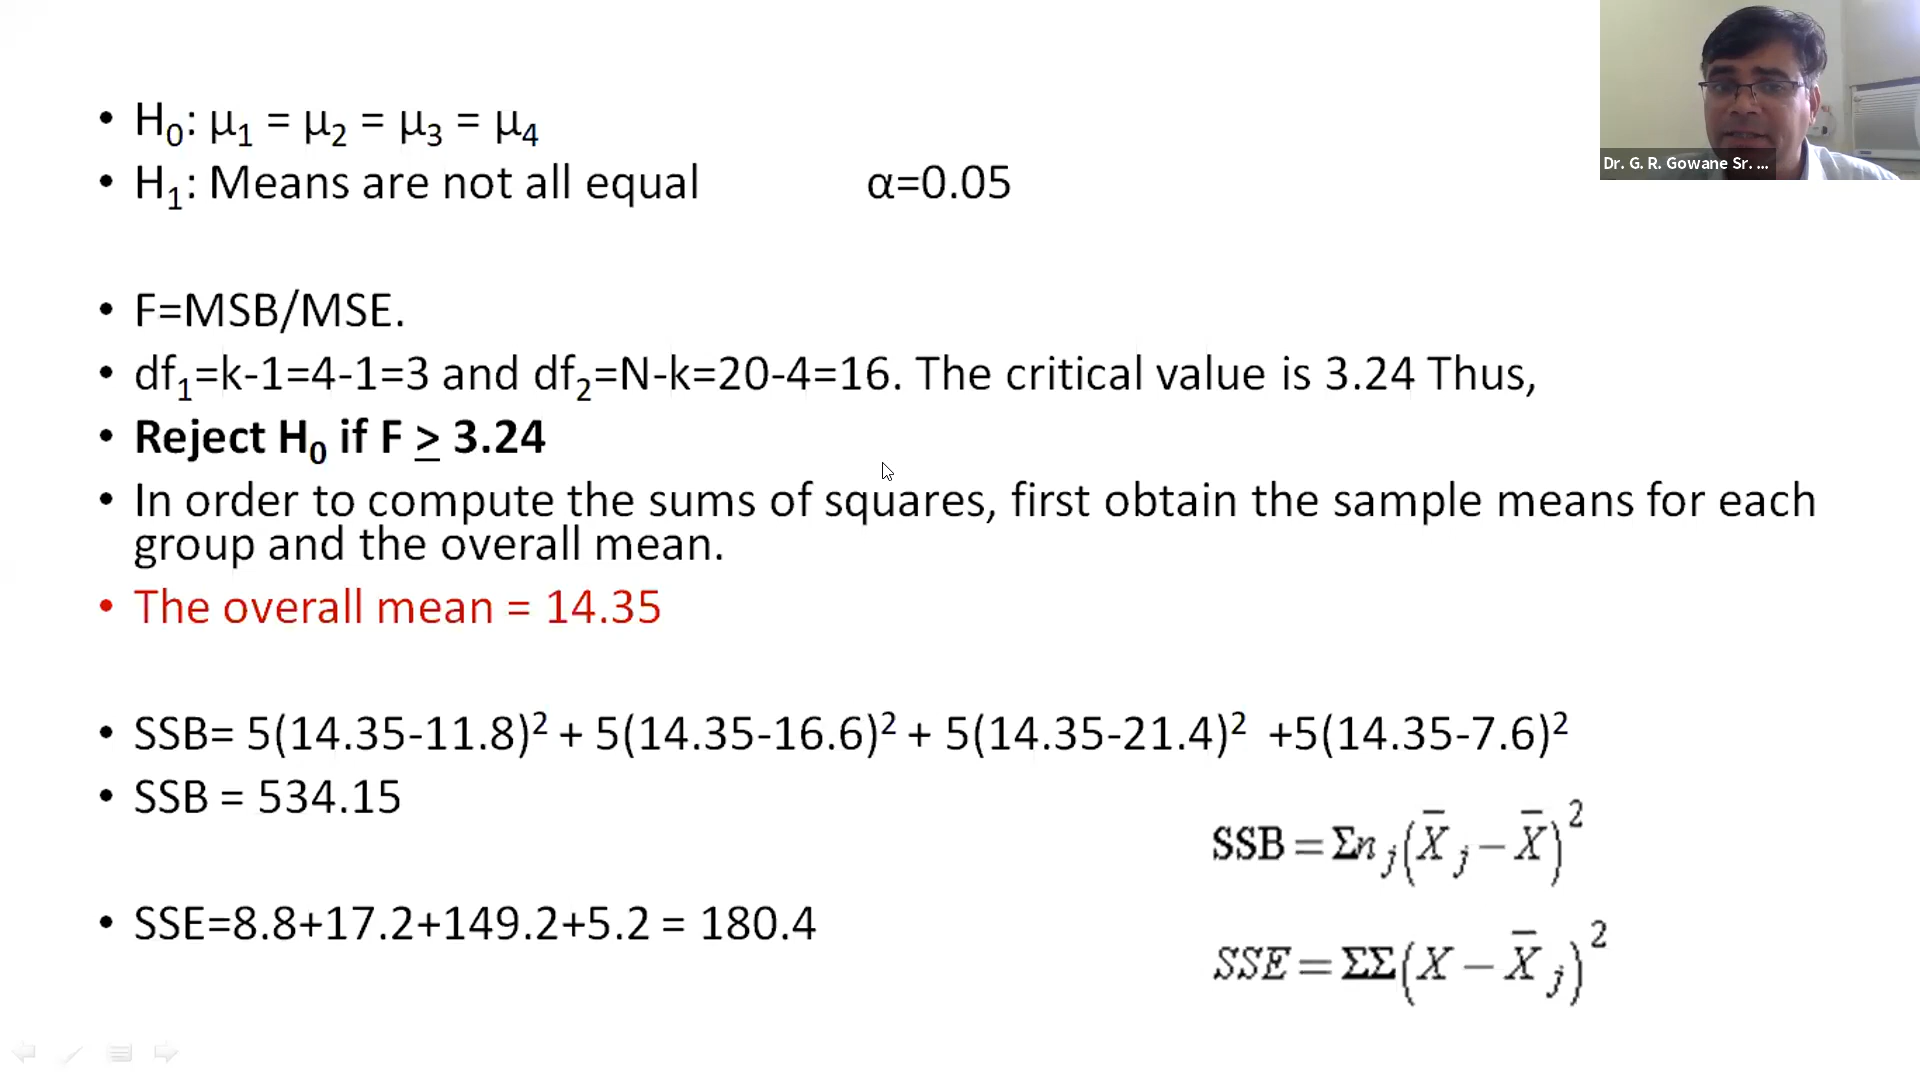 Dr. G. R. Gowane Sr. ...
• H₀: μ₁ = μ₂ = μ₃ = μ₄
• H₁: Means are not all equal α=0.05
• F=MSB/MSE.
• df₁=k-1=4-1=3 and df₂=N-k=20-4=16. The critical value is 3.24 Thus,
• Reject H₀ if F ≥ 3.24
• In order to compute the sums of squares, first obtain the sample means for each
group and the overall mean.
• The overall mean = 14.35
• SSB= 5(14.35-11.8)² + 5(14.35-16.6)² + 5(14.35-21.4)² +5(14.35-7.6)²
• SSB = 534.15
SSB = Σn_j(X̄_j − X̄)²
• SSE=8.8+17.2+149.2+5.2 = 180.4
SSE = ΣΣ(X − X̄_j)²